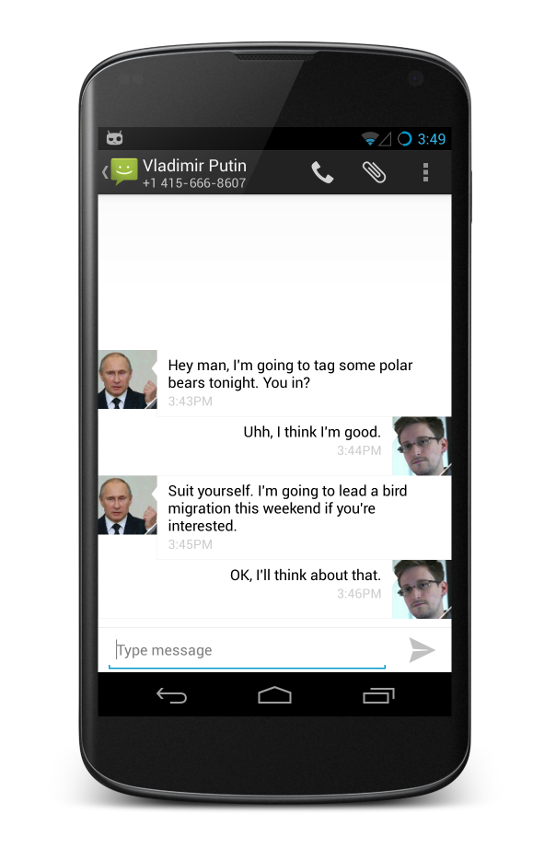 3:49
Vladimir Putin
+1 415-666-8607
Hey man, I'm going to tag some polar
bears tonight. You in?
3:43PM
Uhh, I think I'm good.
3:44PM
Suit yourself. I'm going to lead a bird
migration this weekend if you're
interested.
3:45PM
OK, I'll think about that.
3:46PM
Type message